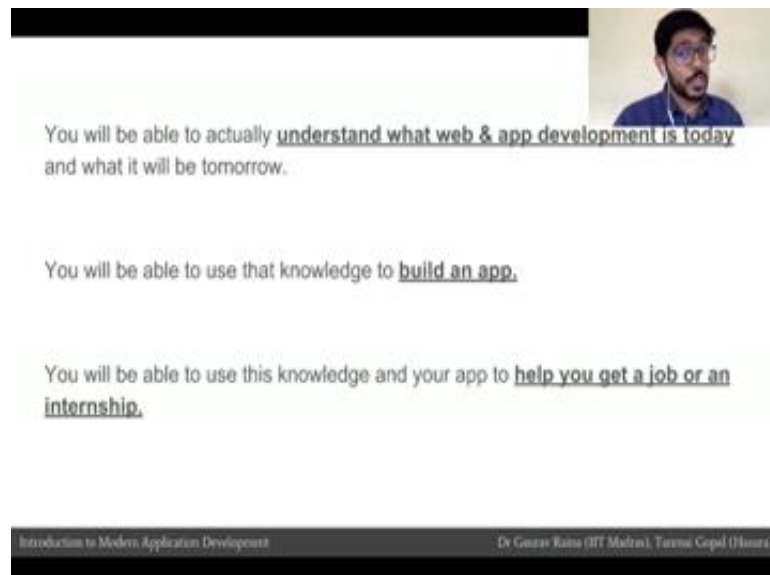 You will be able to actually understand what web & app development is today
and what it will be tomorrow.
You will be able to use that knowledge to build an app.
You will be able to use this knowledge and your app to help you get a job or an
internship.
Introduction to Modern Application Development
Dr Gaurav Raina (IIT Madras), Tanmai Gopal (Hasura)